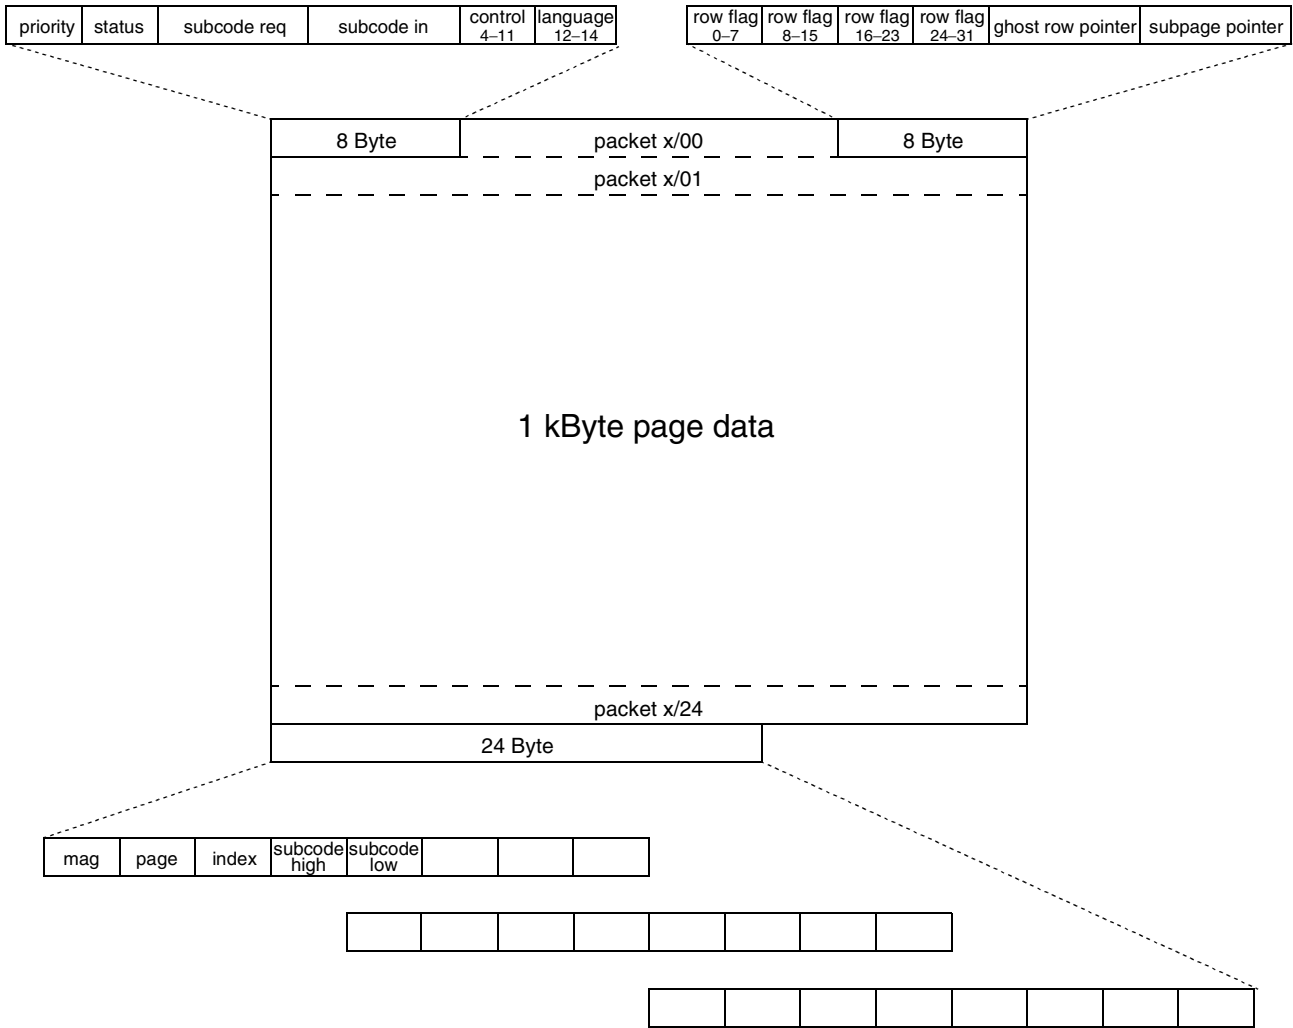 priority status subcode req subcode in control language row flag row flag row flag row flag ghost row pointer subpage pointer
4–11 12–14 0–7 8–15 16–23 24–31
8 Byte packet x/00 8 Byte
packet x/01
1 kByte page data
packet x/24
24 Byte
mag page index subcode subcode
high low